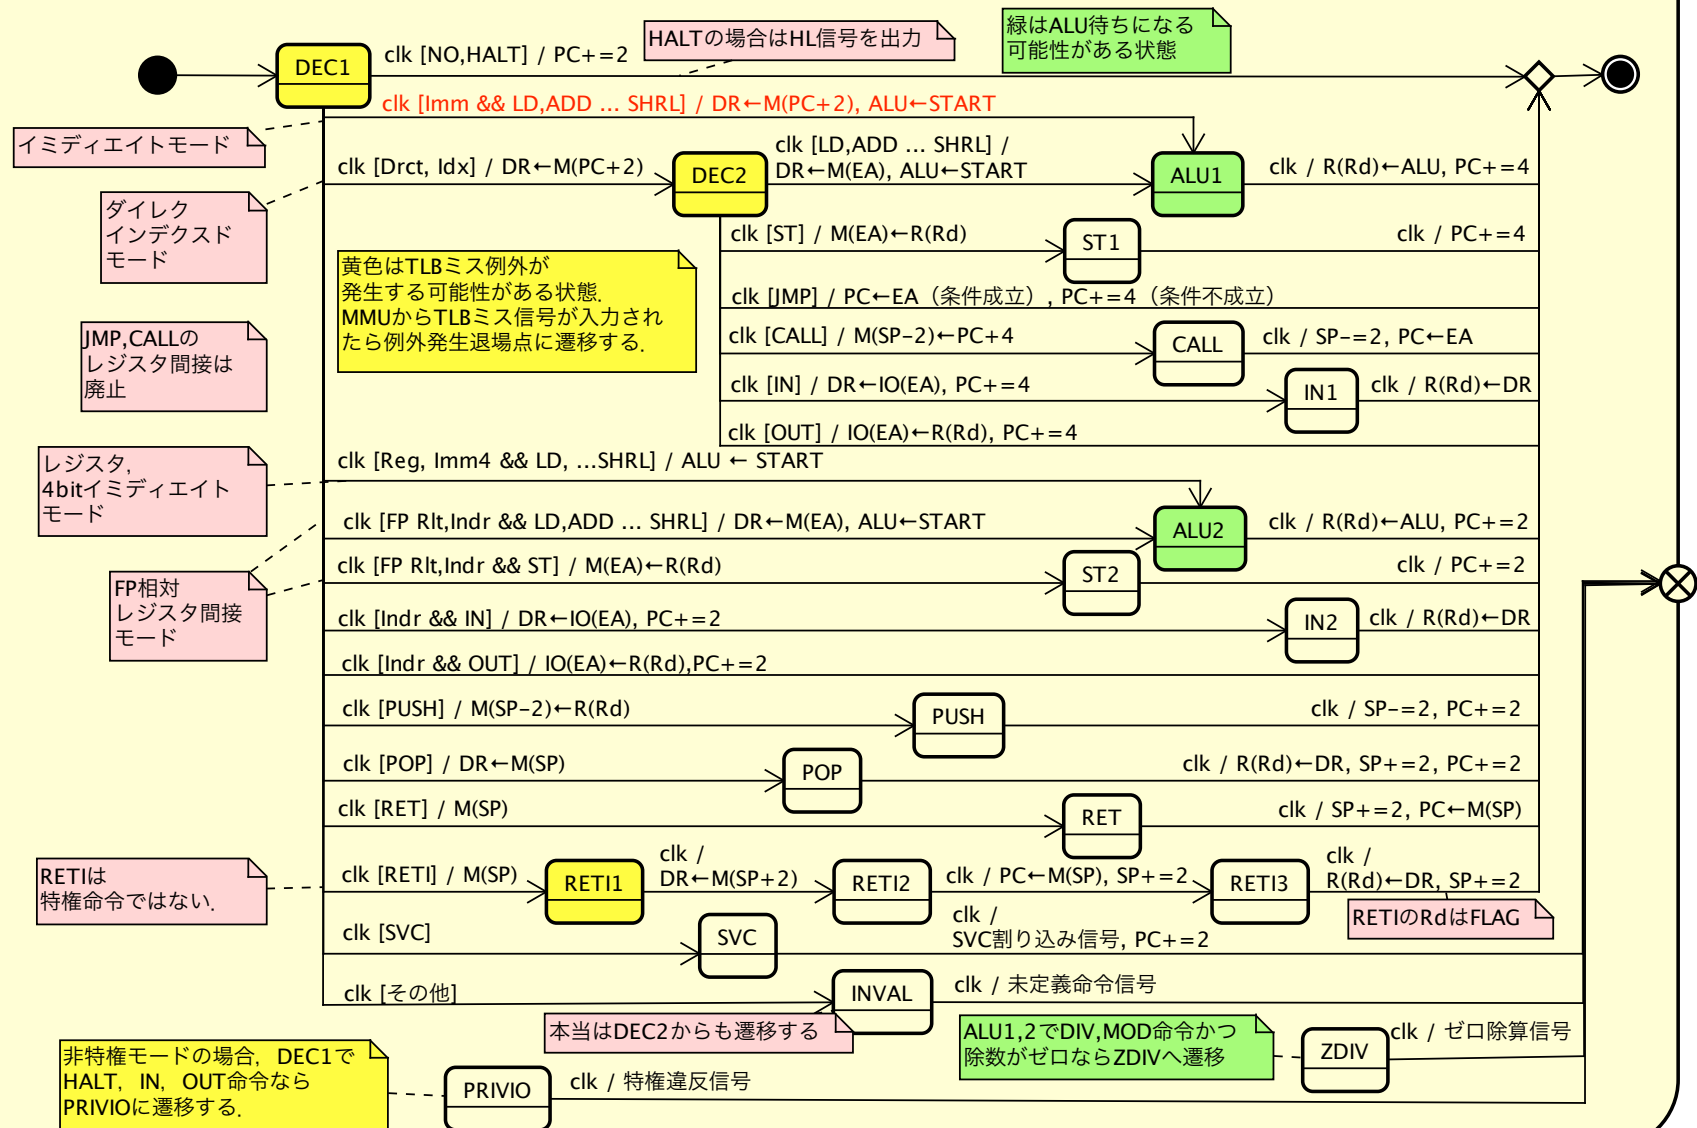 HALTの場合はHL信号を出力
緑はALU待ちになる
可能性がある状態
DEC1
clk [NO,HALT] / PC+=2
clk [Imm && LD,ADD ... SHRL] / DR←M(PC+2), ALU←START
イミディエイトモード
clk [Drct, Idx] / DR←M(PC+2)
DEC2
clk [LD,ADD ... SHRL] /
DR←M(EA), ALU←START
ALU1
clk / R(Rd)←ALU, PC+=4
ダイレク
インデクスド
モード
clk [ST] / M(EA)←R(Rd)
ST1
clk / PC+=4
黄色はTLBミス例外が
発生する可能性がある状態.
MMUからTLBミス信号が入力され
たら例外発生退場点に遷移する.
clk [JMP] / PC←EA（条件成立）, PC+=4（条件不成立）
JMP,CALLの
レジスタ間接は
廃止
clk [CALL] / M(SP-2)←PC+4
CALL
clk / SP-=2, PC←EA
clk [IN] / DR←IO(EA), PC+=4
IN1
clk / R(Rd)←DR
clk [OUT] / IO(EA)←R(Rd), PC+=4
レジスタ,
4bitイミディエイト
モード
clk [Reg, Imm4 && LD, ...SHRL] / ALU ← START
clk [FP Rlt,Indr && LD,ADD ... SHRL] / DR←M(EA), ALU←START
ALU2
clk / R(Rd)←ALU, PC+=2
clk [FP Rlt,Indr && ST] / M(EA)←R(Rd)
ST2
clk / PC+=2
FP相対
レジスタ間接
モード
clk [Indr && IN] / DR←IO(EA), PC+=2
IN2
clk / R(Rd)←DR
clk [Indr && OUT] / IO(EA)←R(Rd),PC+=2
clk [PUSH] / M(SP-2)←R(Rd)
PUSH
clk / SP-=2, PC+=2
clk [POP] / DR←M(SP)
POP
clk / R(Rd)←DR, SP+=2, PC+=2
clk [RET] / M(SP)
RET
clk / SP+=2, PC←M(SP)
RETIは
特権命令ではない.
clk [RETI] / M(SP)
RETI1
clk /
DR←M(SP+2)
RETI2
clk / PC←M(SP), SP+=2
RETI3
clk /
R(Rd)←DR, SP+=2
RETIのRdはFLAG
clk [SVC]
SVC
clk /
SVC割り込み信号, PC+=2
clk [その他]
INVAL
clk / 未定義命令信号
本当はDEC2からも遷移する
ALU1,2でDIV,MOD命令かつ
除数がゼロならZDIVへ遷移
ZDIV
clk / ゼロ除算信号
非特権モードの場合, DEC1で
HALT, IN, OUT命令なら
PRIVIOに遷移する.
PRIVIO
clk / 特権違反信号